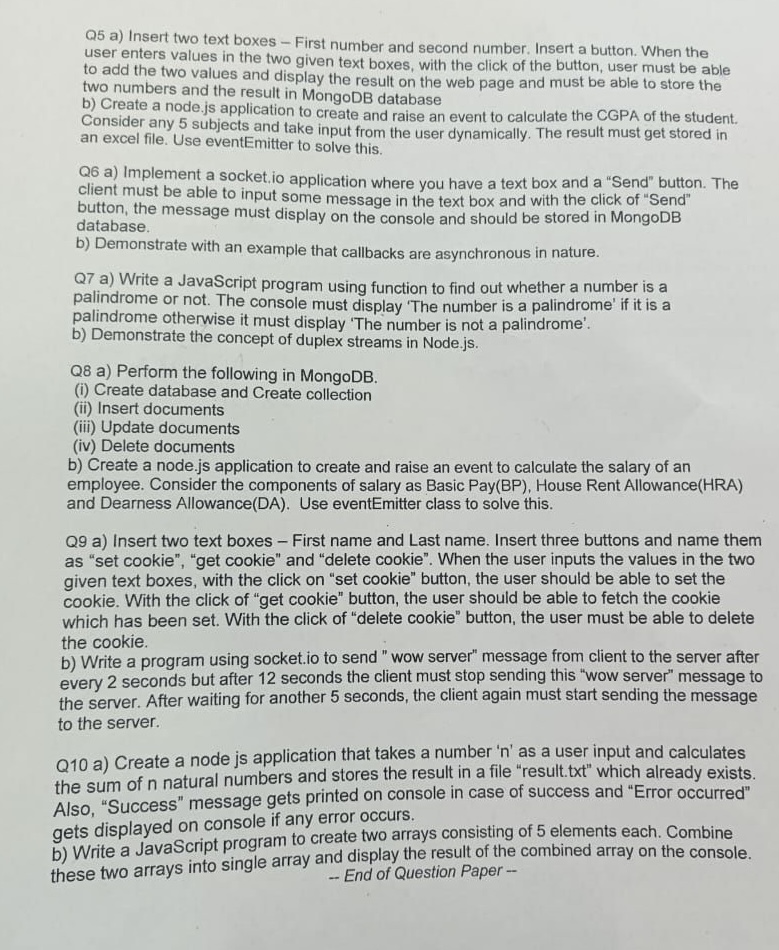 Q5 a) Insert two text boxes – First number and second number. Insert a button. When the
user enters values in the two given text boxes, with the click of the button, user must be able
to add the two values and display the result on the web page and must be able to store the
two numbers and the result in MongoDB database
b) Create a node.js application to create and raise an event to calculate the CGPA of the student.
Consider any 5 subjects and take input from the user dynamically. The result must get stored in
an excel file. Use eventEmitter to solve this.
Q6 a) Implement a socket.io application where you have a text box and a "Send" button. The
client must be able to input some message in the text box and with the click of "Send"
button, the message must display on the console and should be stored in MongoDB
database.
b) Demonstrate with an example that callbacks are asynchronous in nature.
Q7 a) Write a JavaScript program using function to find out whether a number is a
palindrome or not. The console must display 'The number is a palindrome' if it is a
palindrome otherwise it must display 'The number is not a palindrome'.
b) Demonstrate the concept of duplex streams in Node.js.
Q8 a) Perform the following in MongoDB.
(i) Create database and Create collection
(ii) Insert documents
(iii) Update documents
(iv) Delete documents
b) Create a node.js application to create and raise an event to calculate the salary of an
employee. Consider the components of salary as Basic Pay(BP), House Rent Allowance(HRA)
and Dearness Allowance(DA). Use eventEmitter class to solve this.
Q9 a) Insert two text boxes – First name and Last name. Insert three buttons and name them
as "set cookie", "get cookie" and "delete cookie". When the user inputs the values in the two
given text boxes, with the click on "set cookie" button, the user should be able to set the
cookie. With the click of "get cookie" button, the user should be able to fetch the cookie
which has been set. With the click of "delete cookie" button, the user must be able to delete
the cookie.
b) Write a program using socket.io to send " wow server" message from client to the server after
every 2 seconds but after 12 seconds the client must stop sending this "wow server" message to
the server. After waiting for another 5 seconds, the client again must start sending the message
to the server.
Q10 a) Create a node js application that takes a number 'n' as a user input and calculates
the sum of n natural numbers and stores the result in a file "result.txt" which already exists.
Also, "Success" message gets printed on console in case of success and "Error occurred"
gets displayed on console if any error occurs.
b) Write a JavaScript program to create two arrays consisting of 5 elements each. Combine
these two arrays into single array and display the result of the combined array on the console.
-- End of Question Paper --